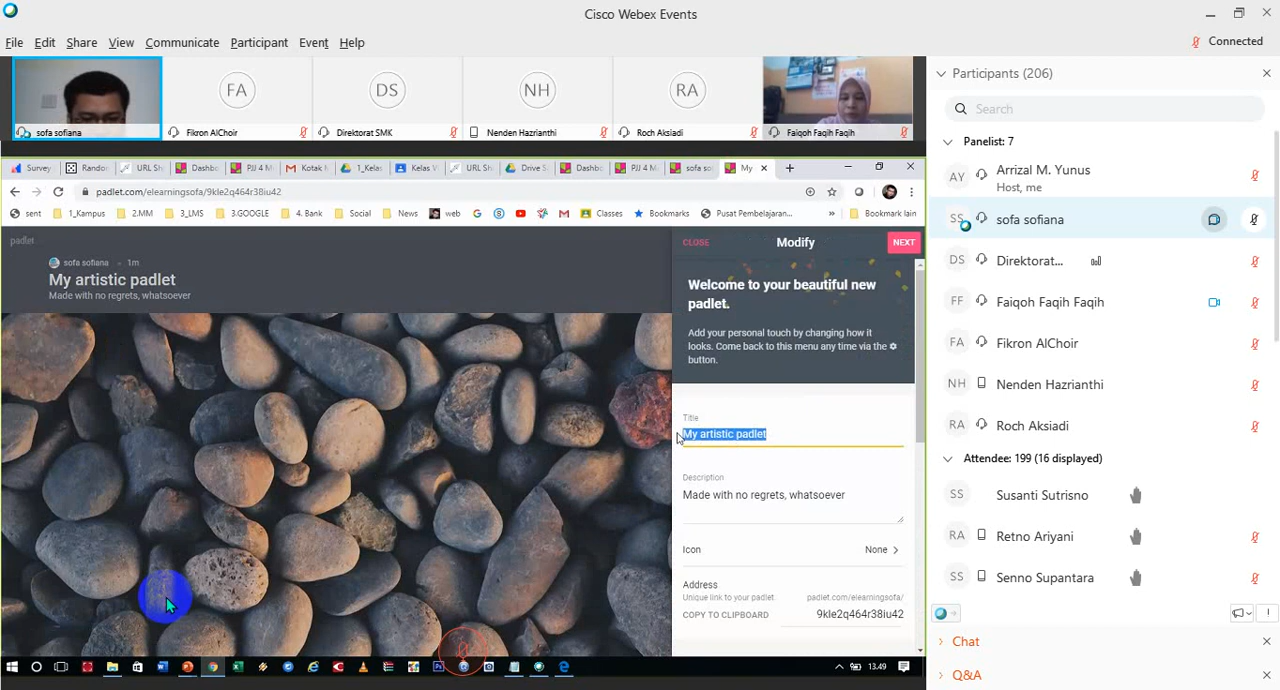 Cisco Webex Events
File Edit Share View Communicate Participant Event Help
Connected
FA
DS
NH
RA
sofa sofiana
Fikron AlChoir
Direktorat SMK
Nenden Hazrianthi
Roch Aksiadi
Faiqoh Faqih Faqih
Survey
Random
URL Sh
Dashbo
PJJ 4 M
Kotak M
1_Kelas
Kelas V
URL Sh
Drive S
Dashbo
PJJ 4 M
sofa so
My
padlet.com/elearningsofa/9kle2q464r38iu42
sent 1_Kampus 2.MM 3_LMS 3.GOOGLE 4. Bank Social News web Classes Bookmarks Pusat Pembelajaran... » Bookmark lain
padlet
sofa sofiana - 1m
My artistic padlet
Made with no regrets, whatsoever
CLOSE
Modify
NEXT
Welcome to your beautiful new
padlet.
Add your personal touch by changing how it
looks. Come back to this menu any time via the
button.
Title
My artistic padlet
Description
Made with no regrets, whatsoever
Icon
None
Address
Unique link to your padlet.
padlet.com/elearningsofa/
COPY TO CLIPBOARD
9kle2q464r38iu42
13.49
Participants (206)
Search
Panelist: 7
AY
Arrizal M. Yunus
Host, me
SS
sofa sofiana
DS
Direktorat...
FF
Faiqoh Faqih Faqih
FA
Fikron AlChoir
NH
Nenden Hazrianthi
RA
Roch Aksiadi
Attendee: 199 (16 displayed)
SS
Susanti Sutrisno
RA
Retno Ariyani
SS
Senno Supantara
Chat
Q&A